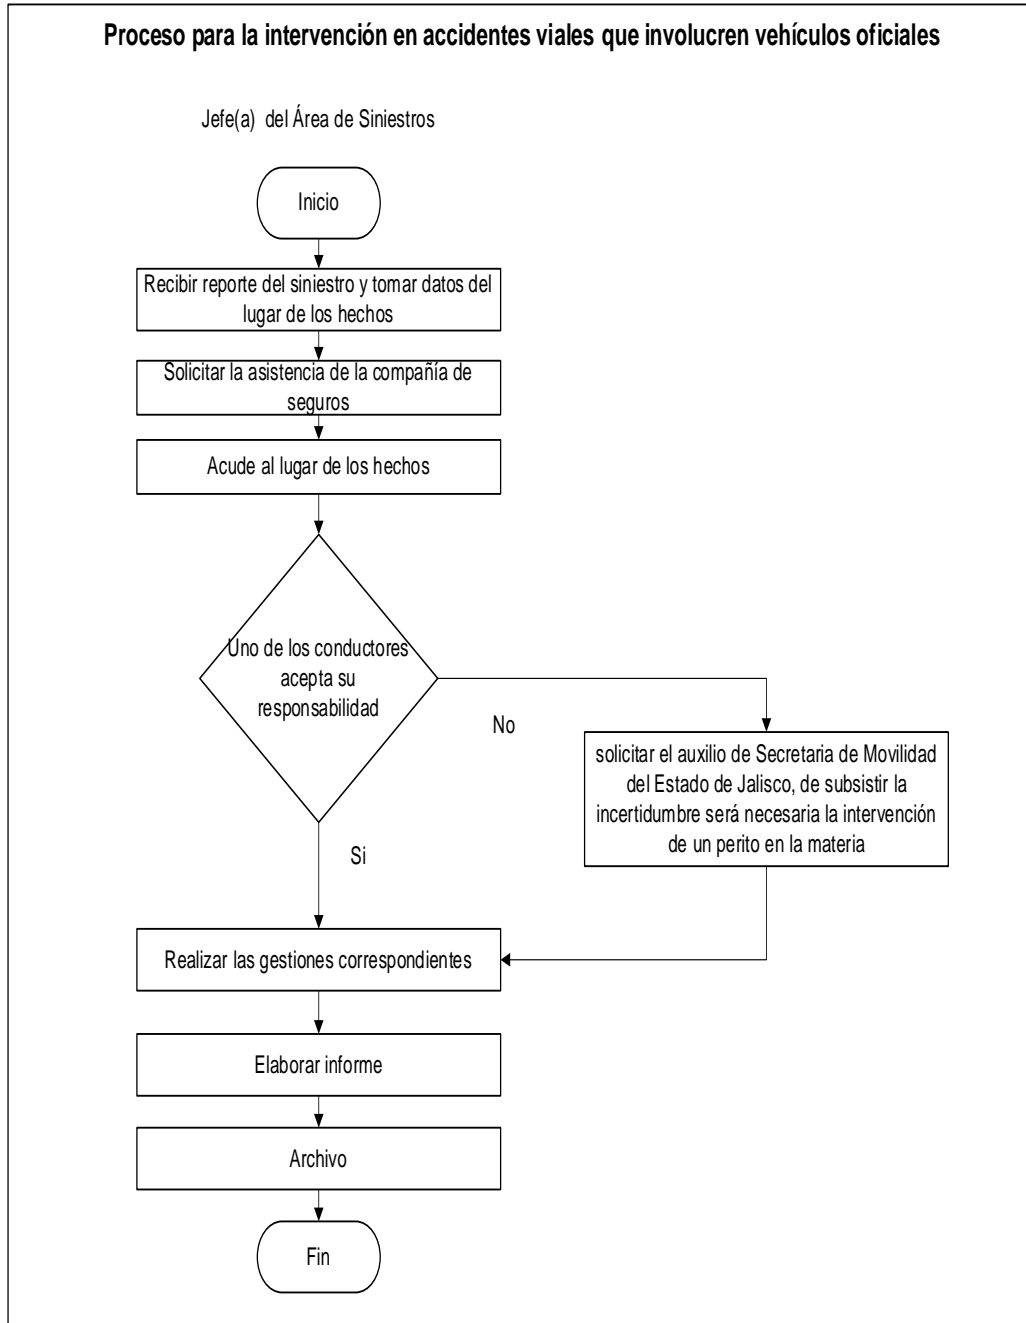 Proceso para la intervención en accidentes viales que involucren vehículos oficiales
Jefe(a) del Área de Siniestros
Inicio
Recibir reporte del siniestro y tomar datos del
lugar de los hechos
Solicitar la asistencia de la compañía de
seguros
Acude al lugar de los hechos
Uno de los conductores
acepta su
responsabilidad
No
solicitar el auxilio de Secretaria de Movilidad
del Estado de Jalisco, de subsistir la
incertidumbre será necesaria la intervención
de un perito en la materia
Si
Realizar las gestiones correspondientes
Elaborar informe
Archivo
Fin